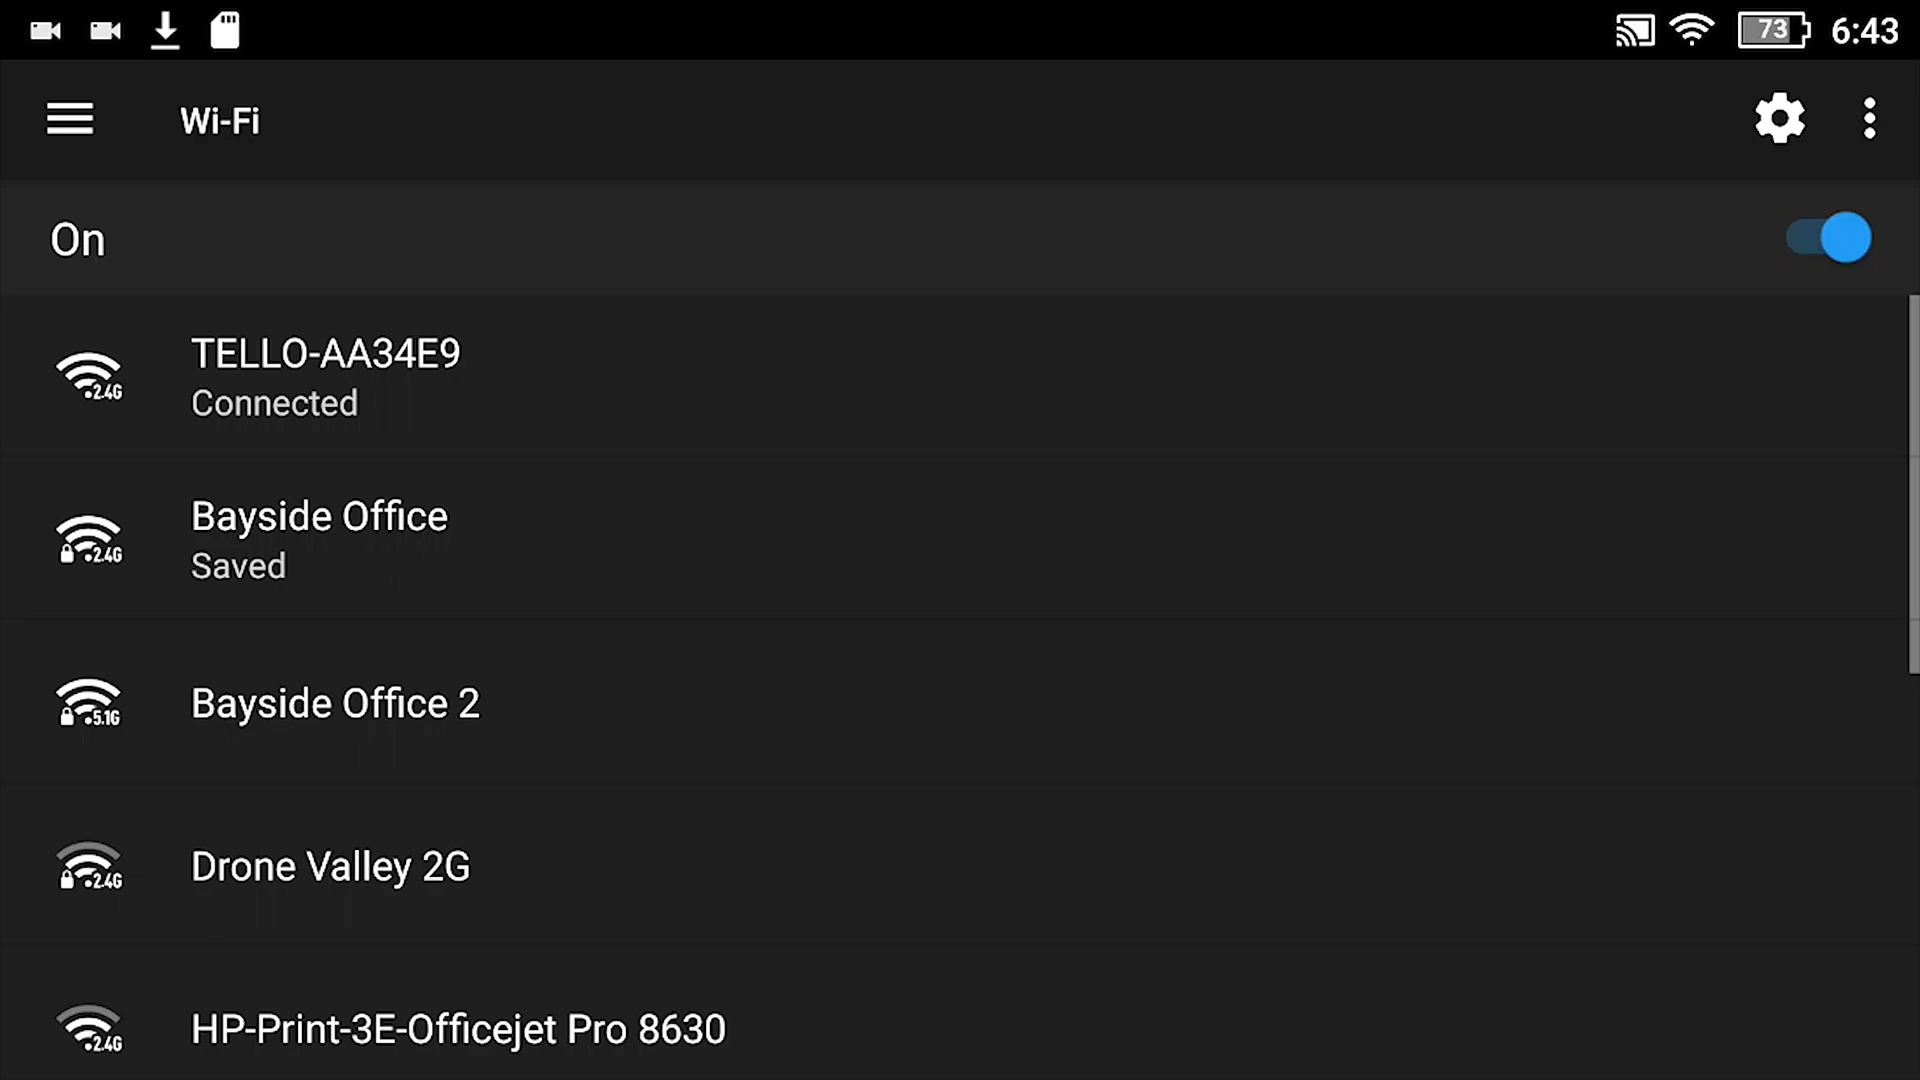 73 6:43
Wi-Fi
On
TELLO-AA34E9
2.4G
Connected
Bayside Office
2.4G
Saved
Bayside Office 2
5.1G
Drone Valley 2G
2.4G
HP-Print-3E-Officejet Pro 8630
2.4G